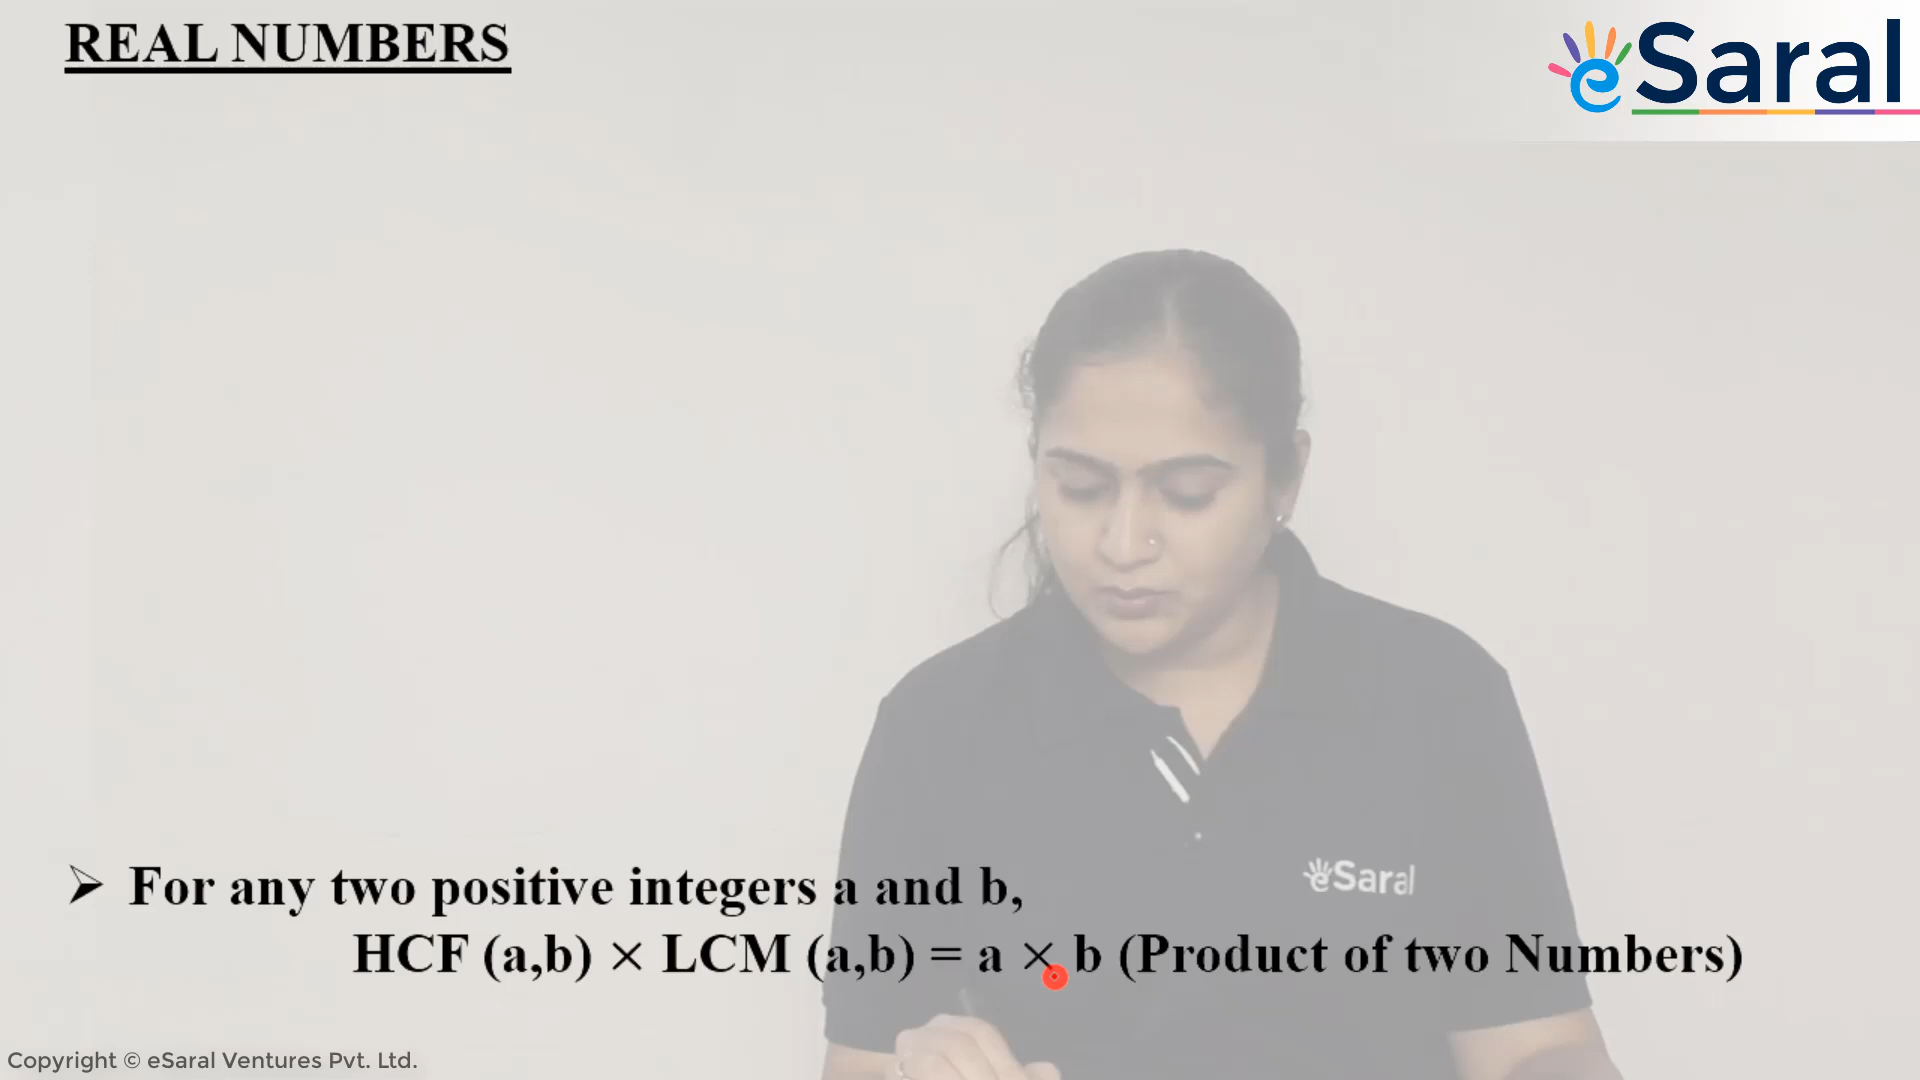 REAL NUMBERS
eSaral
➢ For any two positive integers a and b,
eSaral
HCF (a,b) × LCM (a,b) = a × b (Product of two Numbers)
Copyright © eSaral Ventures Pvt. Ltd.